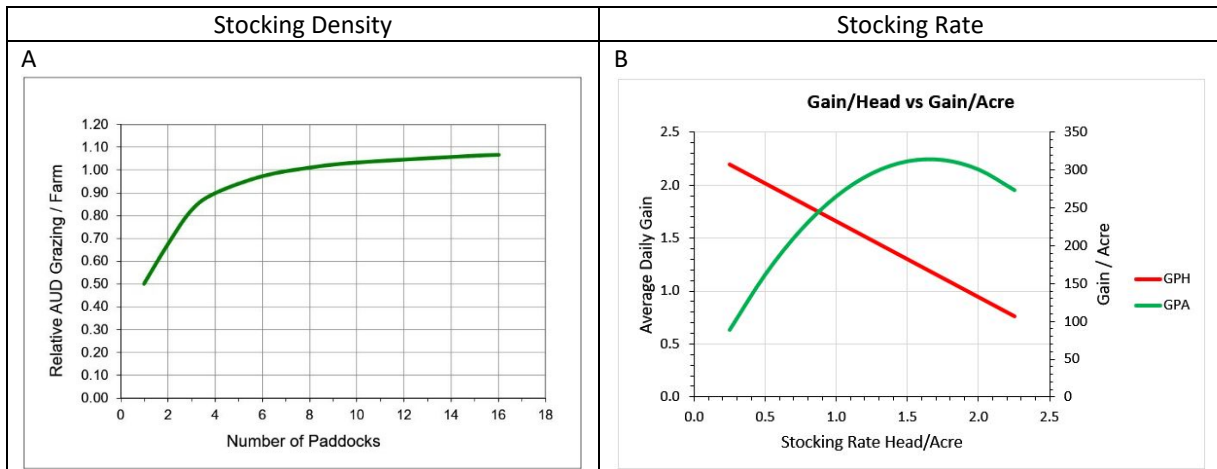 Stocking Density
Stocking Rate
A
1.20
1.10
1.00
0.90
0.80
0.70
0.60
0.50
0.40
0.30
0.20
0.10
0.00
Relative AUD Grazing / Farm
0 2 4 6 8 10 12 14 16 18
Number of Paddocks
B
Gain/Head vs Gain/Acre
2.5
2.0
1.5
1.0
0.5
0.0
Average Daily Gain
350
300
250
200
150
100
50
0
Gain / Acre
0.0 0.5 1.0 1.5 2.0 2.5
Stocking Rate Head/Acre
GPH
GPA